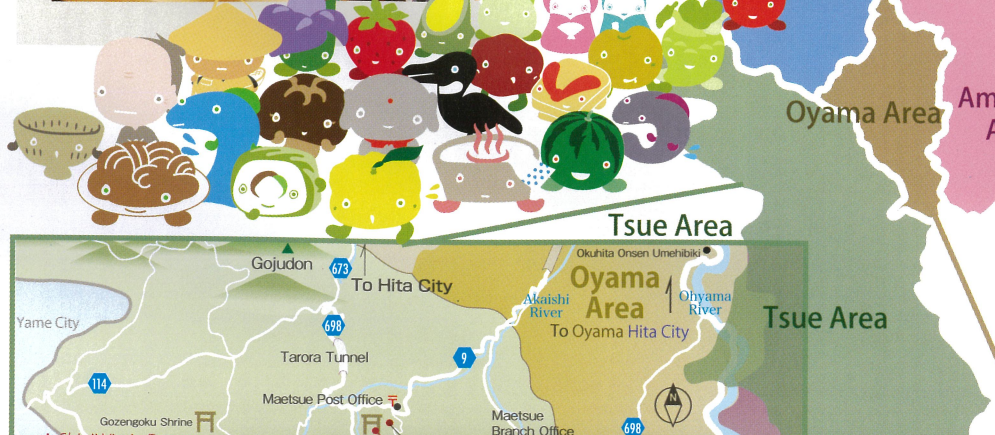 Oyama Area
Am
A
Tsue Area
Gojudon
673
To Hita City
Okuhita Onsen Umehibiki
Oyama
Area
Akaishi
River
Ohyama
River
To Oyama Hita City
Yame City
698
Tsue Area
Tarora Tunnel
9
114
Maetsue Post Office
N
Gozengoku Shrine
Maetsue
Branch Office
698